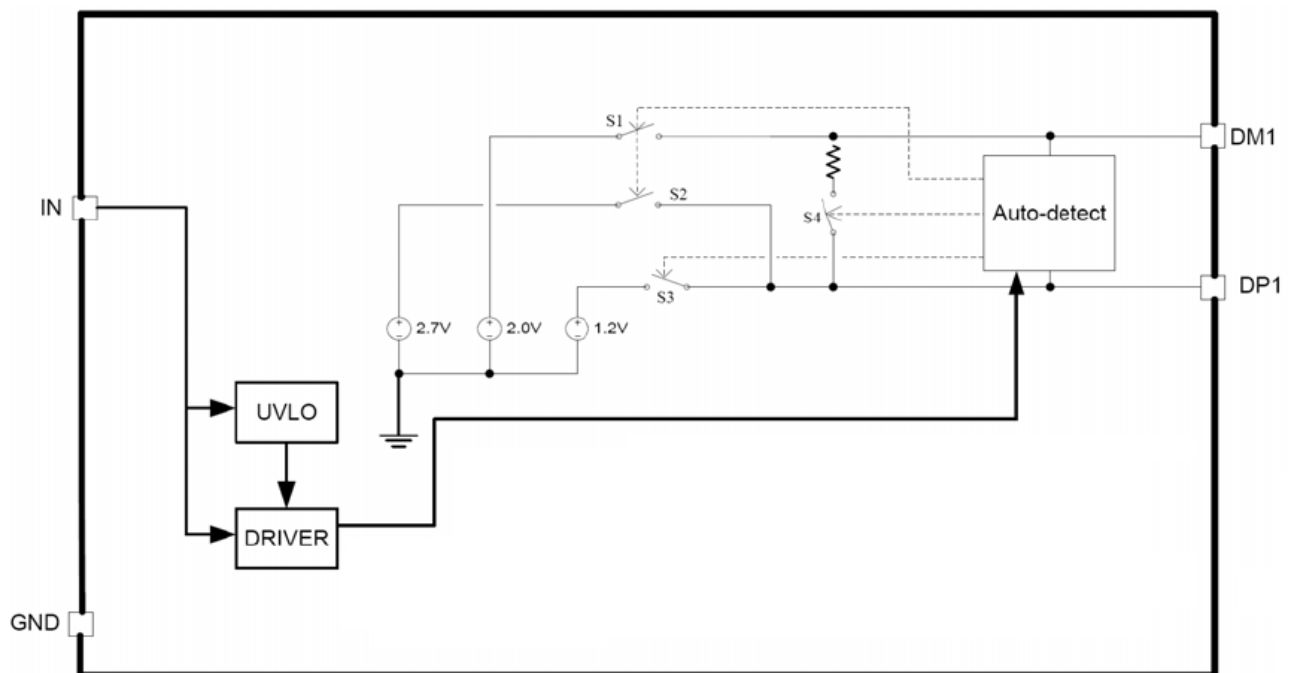 S1
DM1
IN
S2
S4
Auto-detect
S3
DP1
2.7V
2.0V
1.2V
UVLO
DRIVER
GND